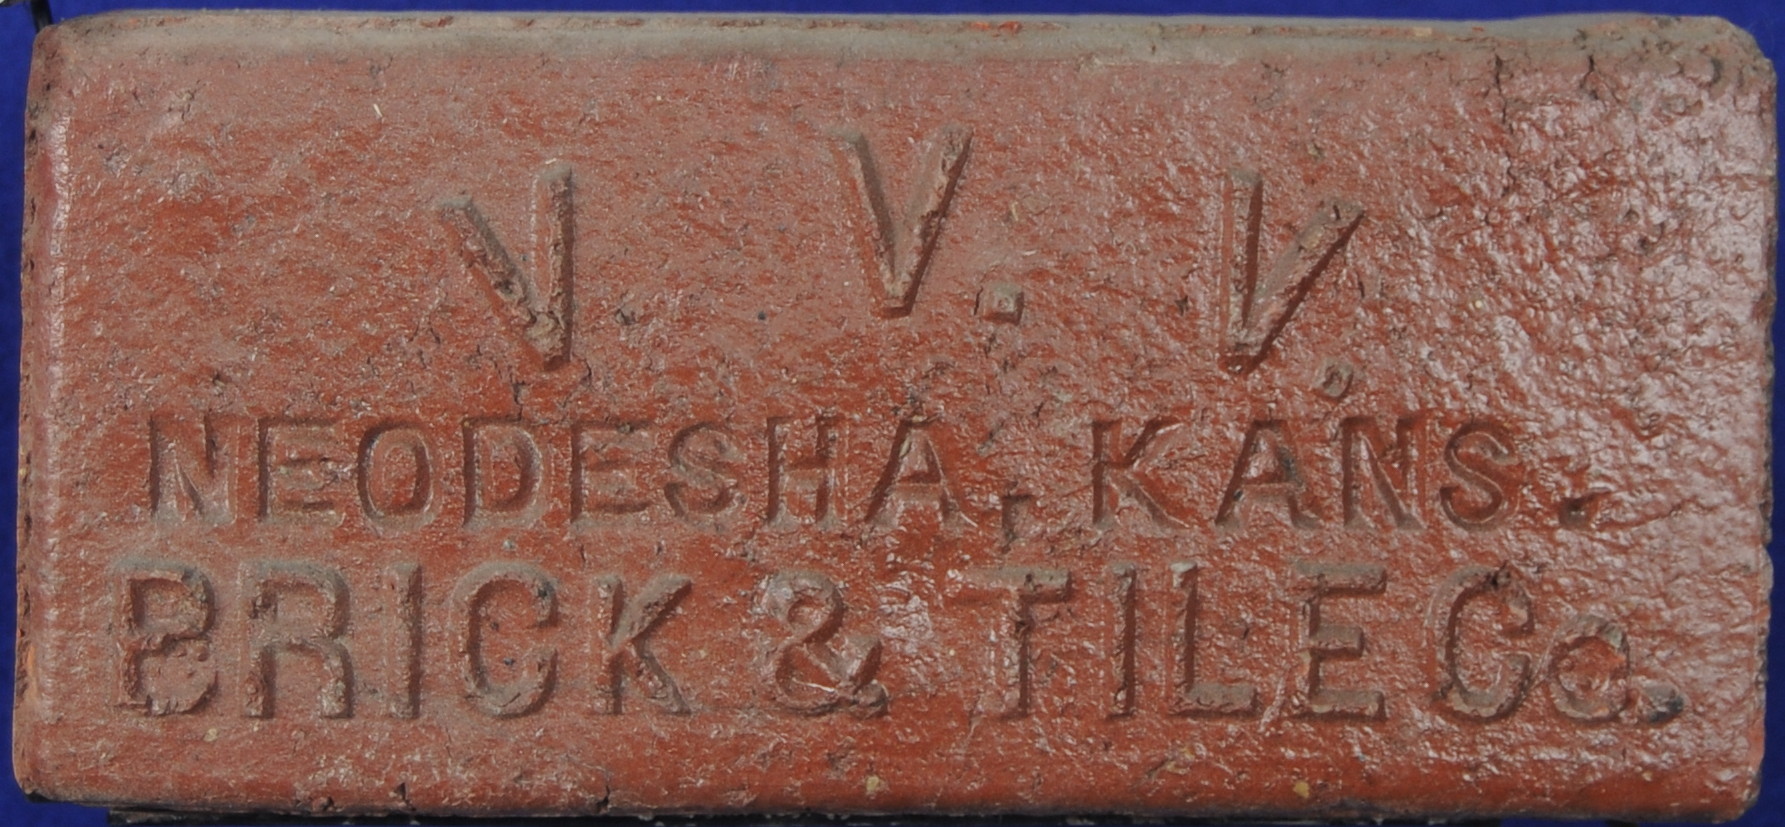 V. V. V.
NEODESHA, KANS.
BRICK & TILE Co.